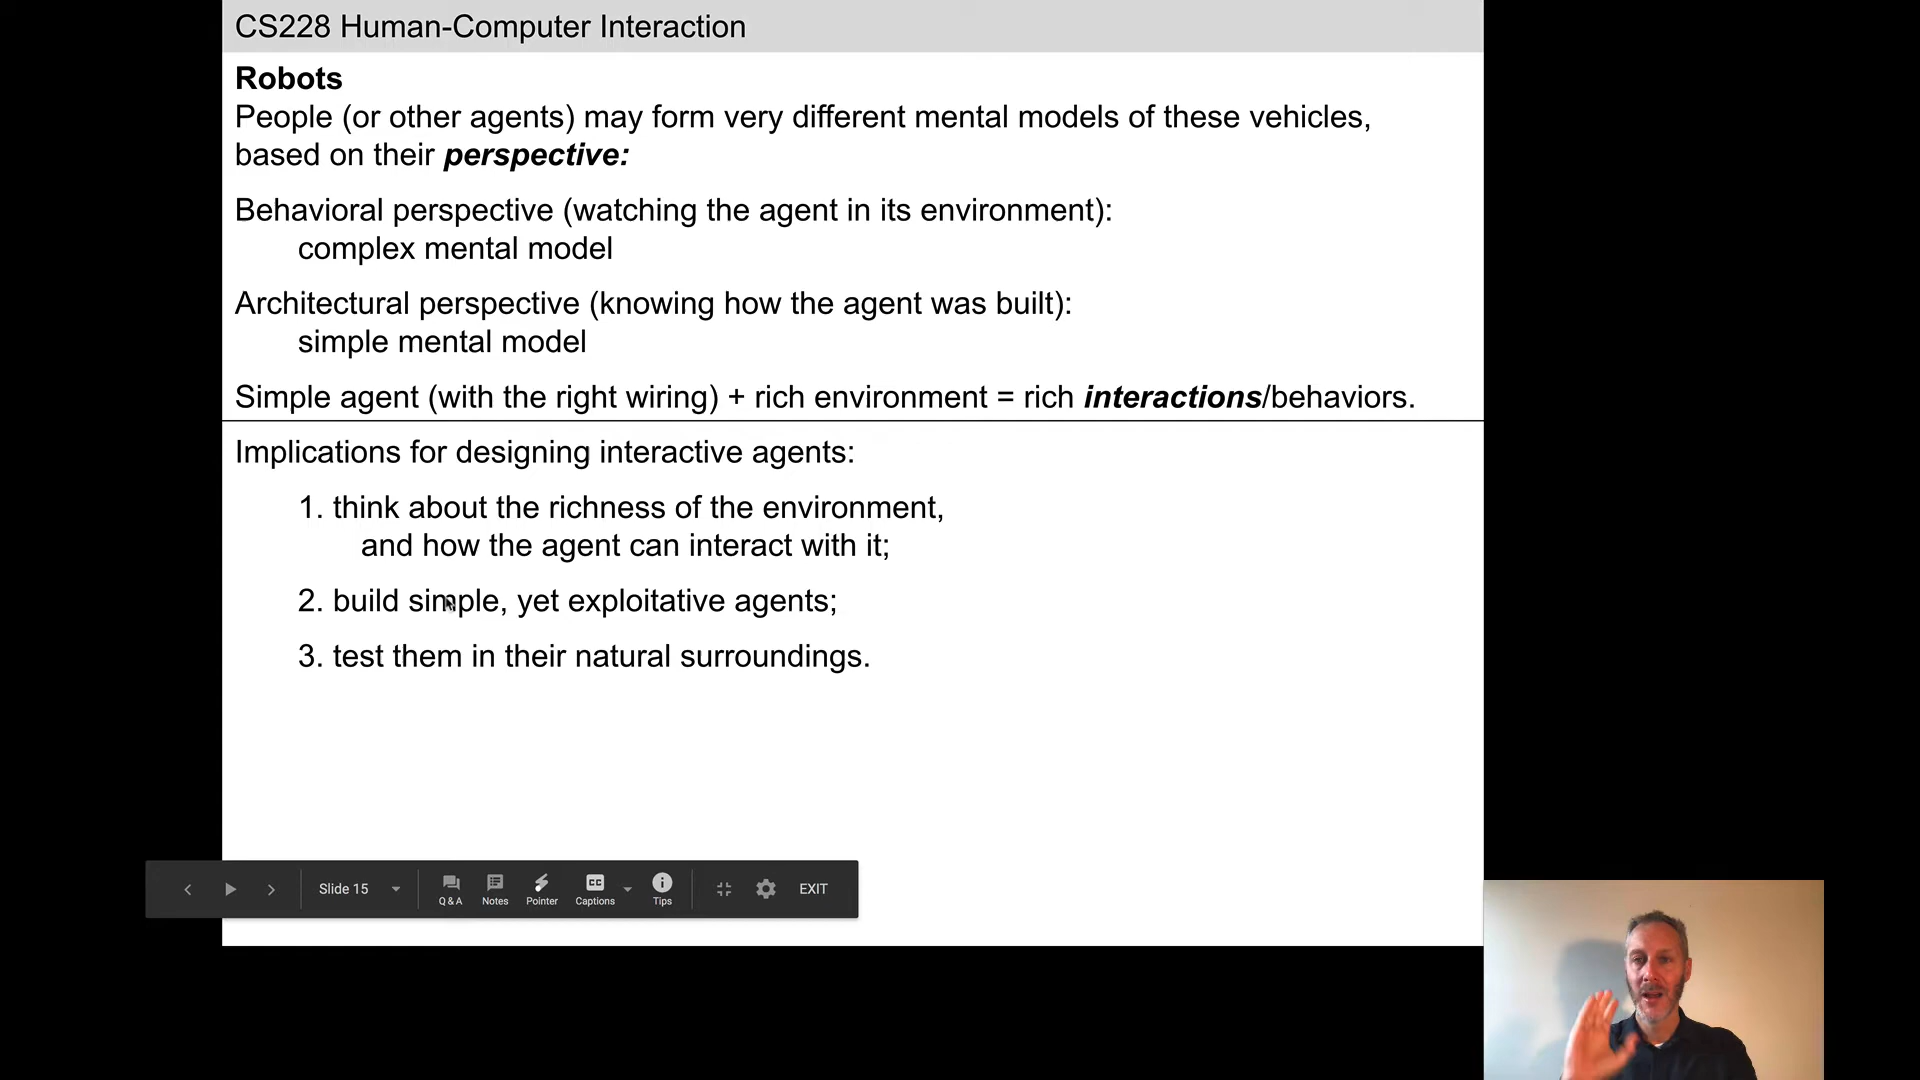 CS228 Human-Computer Interaction
Robots
People (or other agents) may form very different mental models of these vehicles,
based on their perspective:
Behavioral perspective (watching the agent in its environment):
complex mental model
Architectural perspective (knowing how the agent was built):
simple mental model
Simple agent (with the right wiring) + rich environment = rich interactions/behaviors.
Implications for designing interactive agents:
1. think about the richness of the environment,
and how the agent can interact with it;
2. build simple, yet exploitative agents;
3. test them in their natural surroundings.
Slide 15
Q & A
Notes
Pointer
CC
Captions
Tips
EXIT